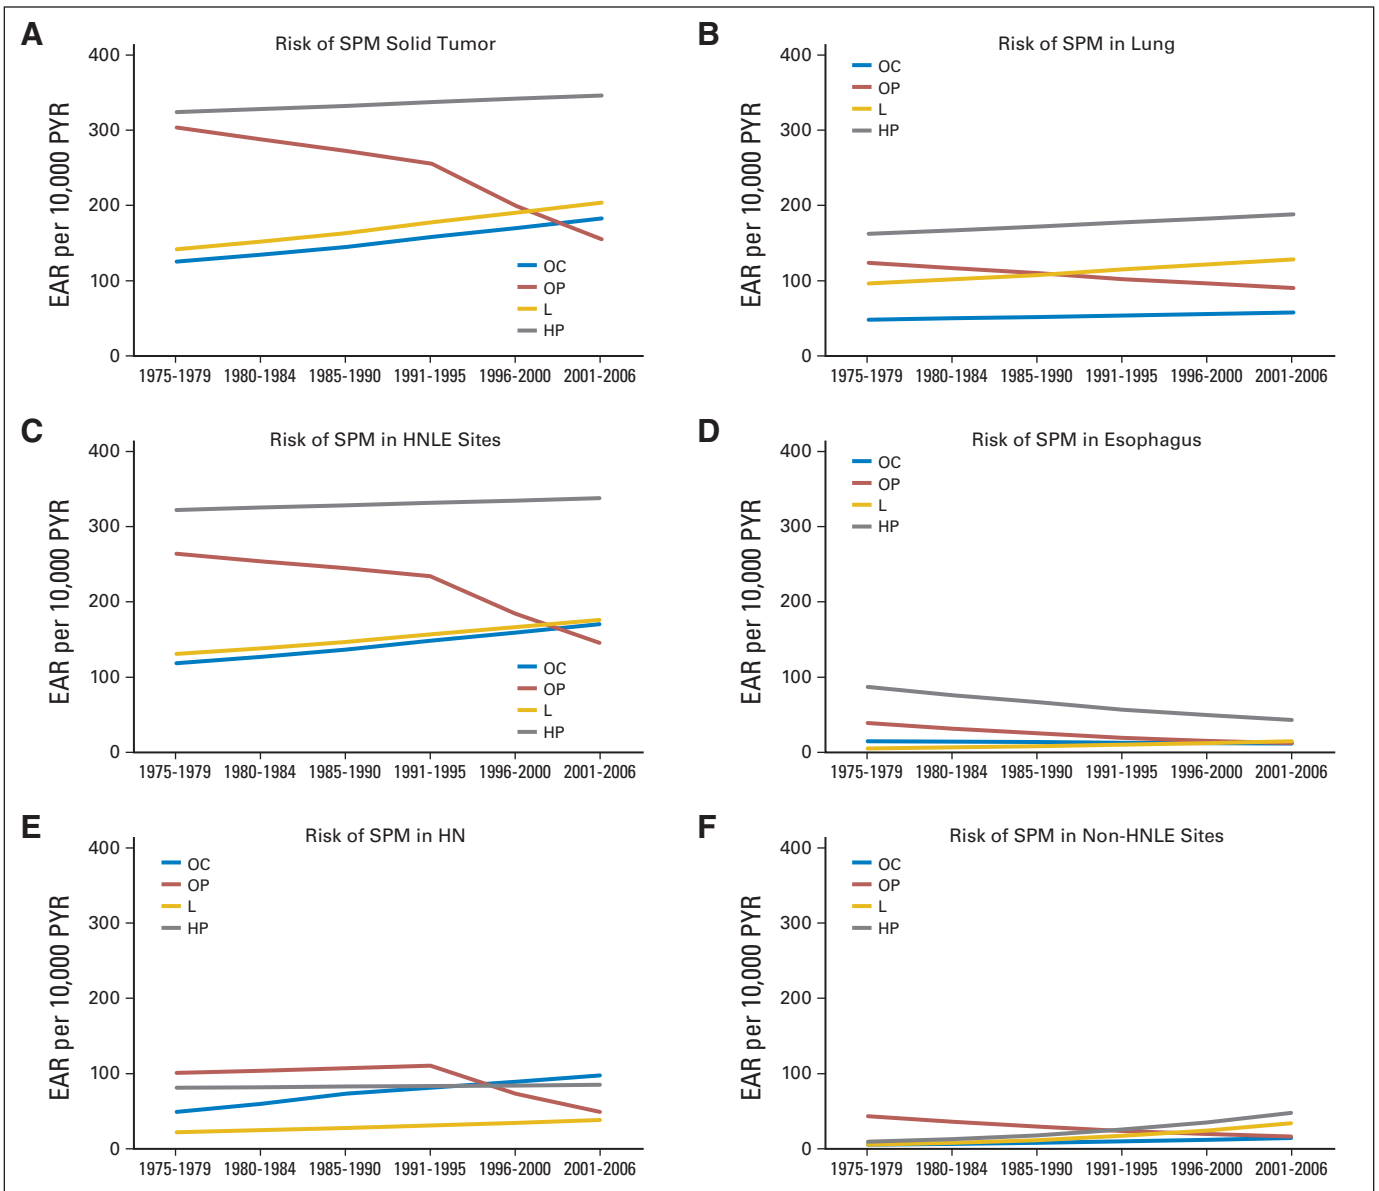 A
Risk of SPM Solid Tumor
EAR per 10,000 PYR
400
300
200
100
0
OC
OP
L
HP
1975-1979 1980-1984 1985-1990 1991-1995 1996-2000 2001-2006
B
Risk of SPM in Lung
EAR per 10,000 PYR
400
300
200
100
0
OC
OP
L
HP
1975-1979 1980-1984 1985-1990 1991-1995 1996-2000 2001-2006
C
Risk of SPM in HNLE Sites
EAR per 10,000 PYR
400
300
200
100
0
OC
OP
L
HP
1975-1979 1980-1984 1985-1990 1991-1995 1996-2000 2001-2006
D
Risk of SPM in Esophagus
EAR per 10,000 PYR
400
300
200
100
0
OC
OP
L
HP
1975-1979 1980-1984 1985-1990 1991-1995 1996-2000 2001-2006
E
Risk of SPM in HN
EAR per 10,000 PYR
400
300
200
100
0
OC
OP
L
HP
1975-1979 1980-1984 1985-1990 1991-1995 1996-2000 2001-2006
F
Risk of SPM in Non-HNLE Sites
EAR per 10,000 PYR
400
300
200
100
0
OC
OP
L
HP
1975-1979 1980-1984 1985-1990 1991-1995 1996-2000 2001-2006